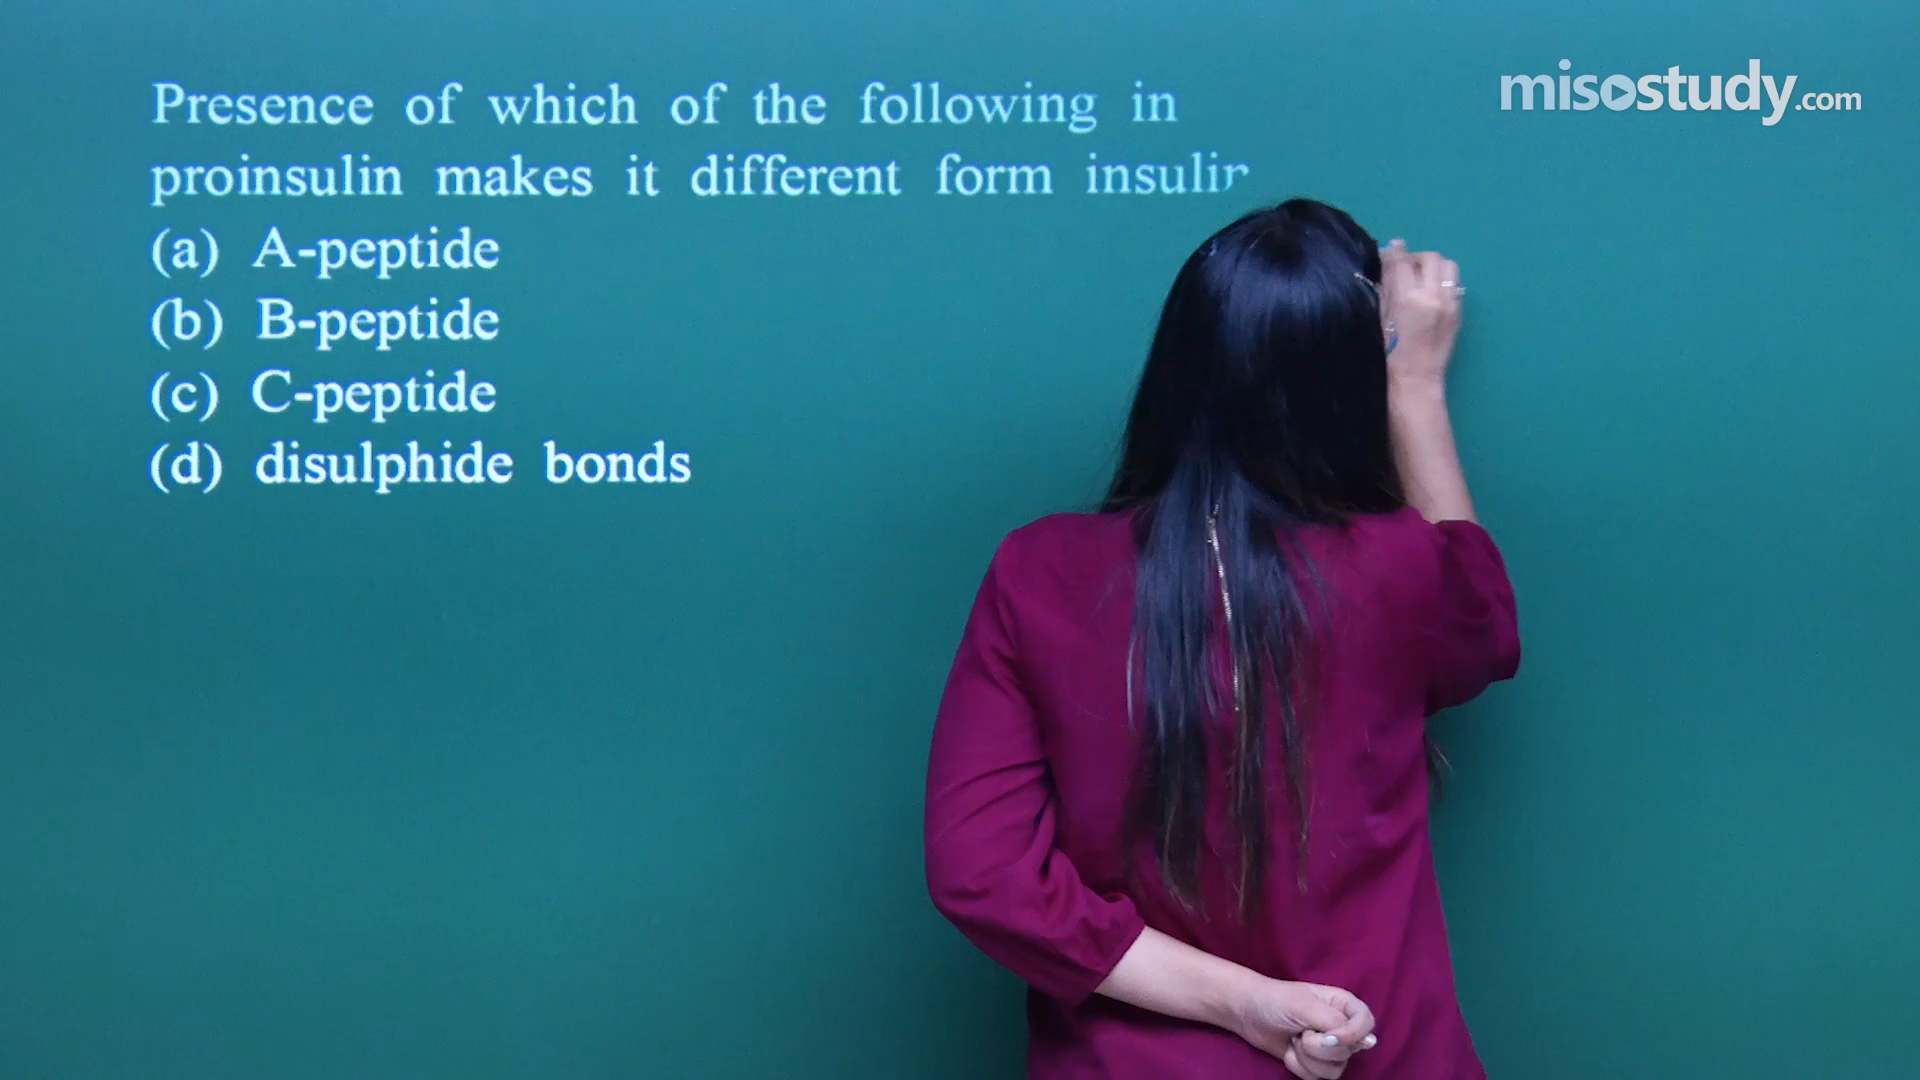 misostudy.com
Presence of which of the following in
proinsulin makes it different form insulin
(a) A-peptide
(b) B-peptide
(c) C-peptide
(d) disulphide bonds